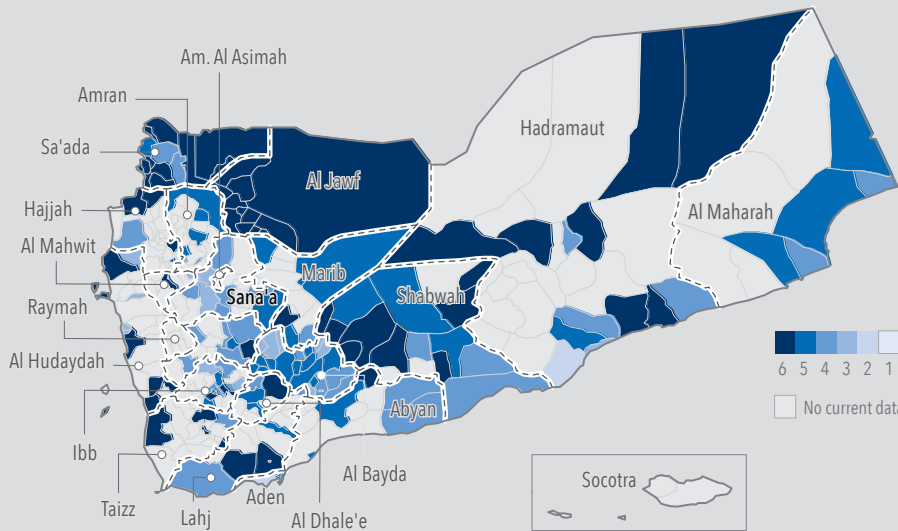 Am. Al Asimah
Amran
Sa'ada
Hadramaut
Al Jawf
Hajjah
Al Maharah
Al Mahwit
Marib
Sana'a
Shabwah
Raymah
Al Hudaydah
6 5 4 3 2 1
No current data
Abyan
Ibb
Al Bayda
Socotra
Taizz
Aden
Lahj
Al Dhale'e